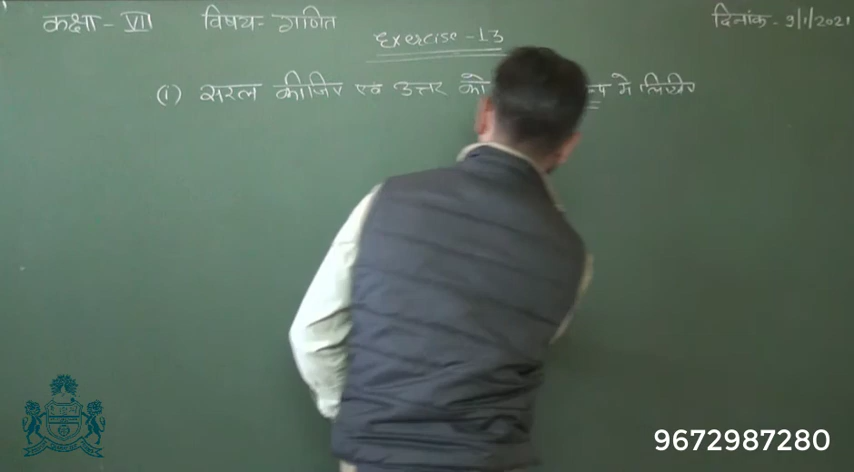 कक्षा - VII विषय - गणित दिनांक - 9/1/2021
Exercise - 13
(1) सरल कीजिए एवं उत्तर को में लिजीए
9672987280